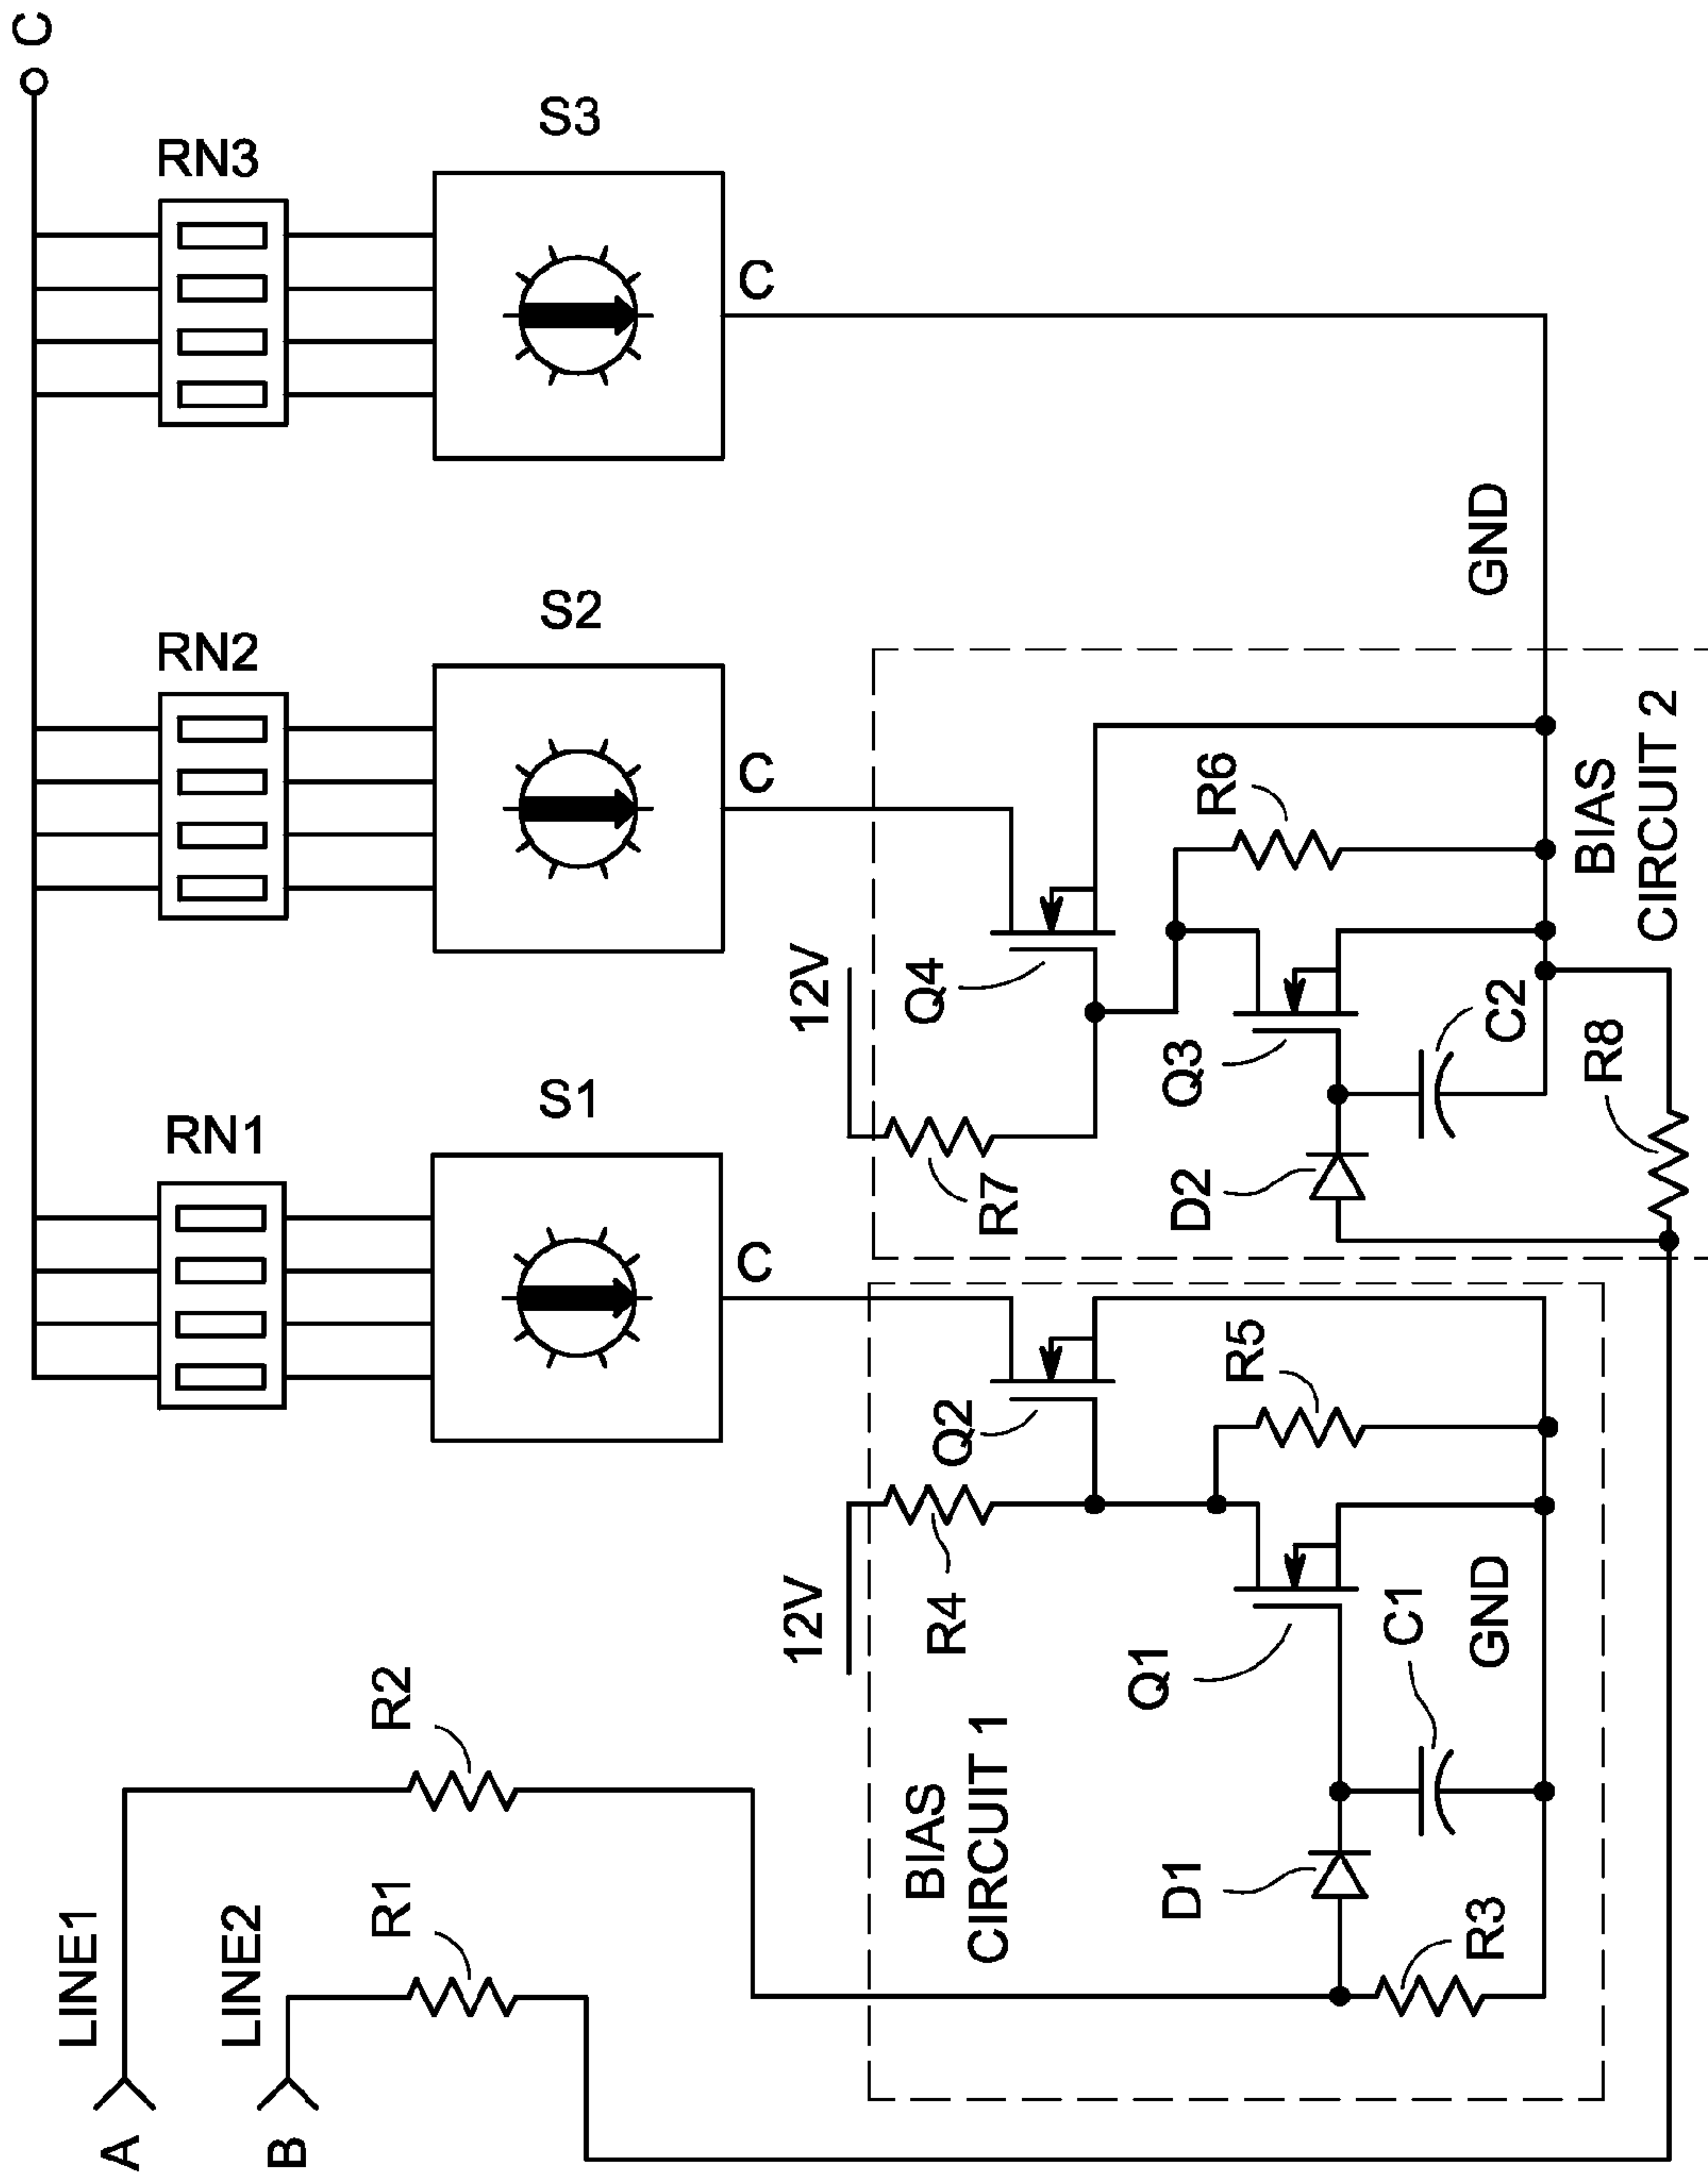 C
RN3
S3
C
RN2
S2
C
RN1
S1
C
GND
12V
Q4
R6
R7
Q3
C2
D2
R8
BIAS
CIRCUIT 2
12V
Q2
R5
R4
Q1
C1
GND
D1
R3
BIAS
CIRCUIT 1
R2
R1
LINE1
LINE2
A
B